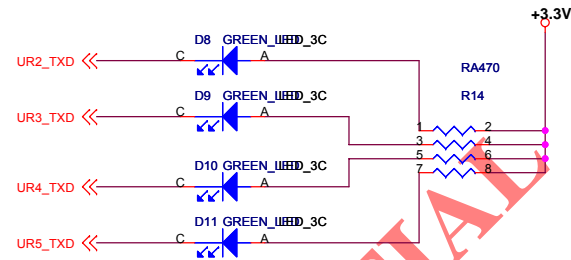 +3.3V
D8 GREEN_LED_3C
UR2_TXD C A
RA470
D9 GREEN_LED_3C
R14
UR3_TXD C A
1 2
3 4
5 6
7 8
D10 GREEN_LED_3C
UR4_TXD C A
D11 GREEN_LED_3C
UR5_TXD C A
TIAL